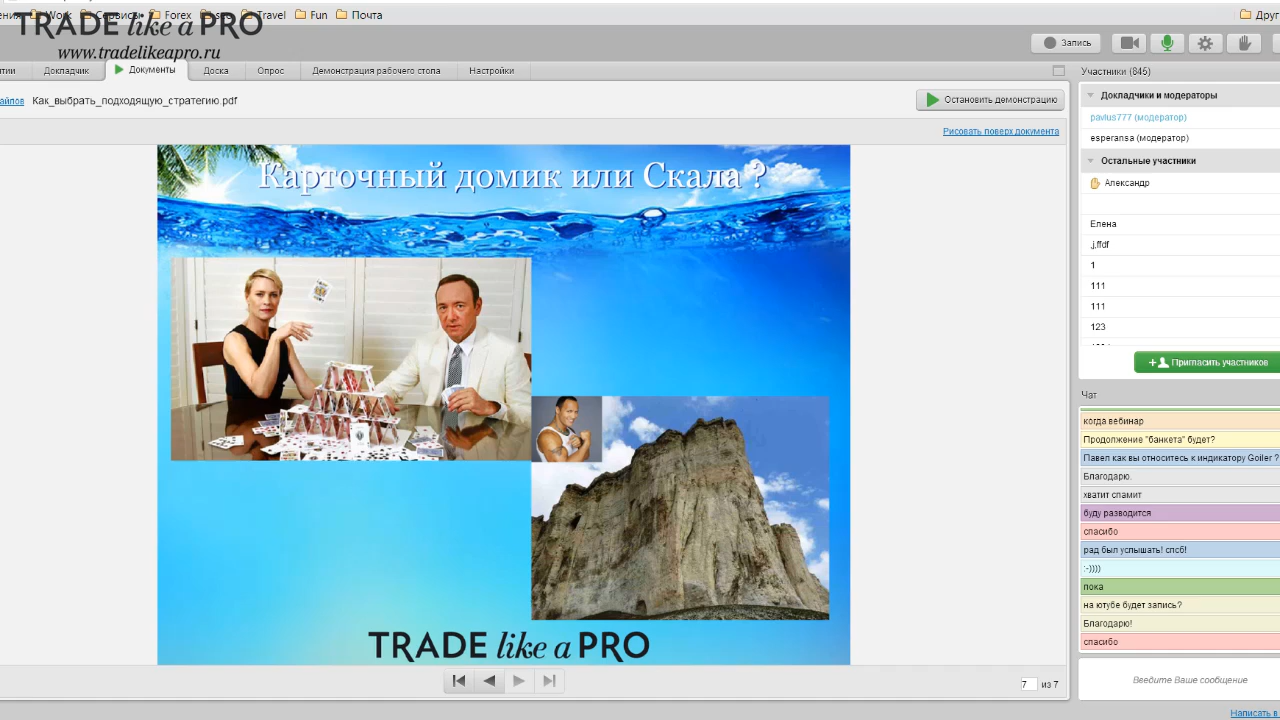 Work
Сервисы
Forex
seo
Travel
Fun
Почта
TRADE like a PRO
www.tradelikeapro.ru
Запись
Докладчик
Документы
Доска
Опрос
Демонстрация рабочего стола
Настройки
Участники (845)
Как_выбрать_подходящую_стратегию.pdf
Остановить демонстрацию
Рисовать поверх документа
Карточный домик или Скала ?
TRADE like a PRO
7 из 7
Докладчики и модераторы
pavlus777 (модератор)
esperansa (модератор)
Остальные участники
Александр
Елена
,j,ffdf
1
111
111
123
Пригласить участников
Чат
когда вебинар
Продолжение "банкета" будет?
Павел как вы относитесь к индикатору Goiler ?
Благодарю.
хватит спамит
буду разводится
спасибо
рад был услышать! спсб!
:-))))
пока
на ютубе будет запись?
Благодарю!
спасибо
Введите Ваше сообщение
Написать в